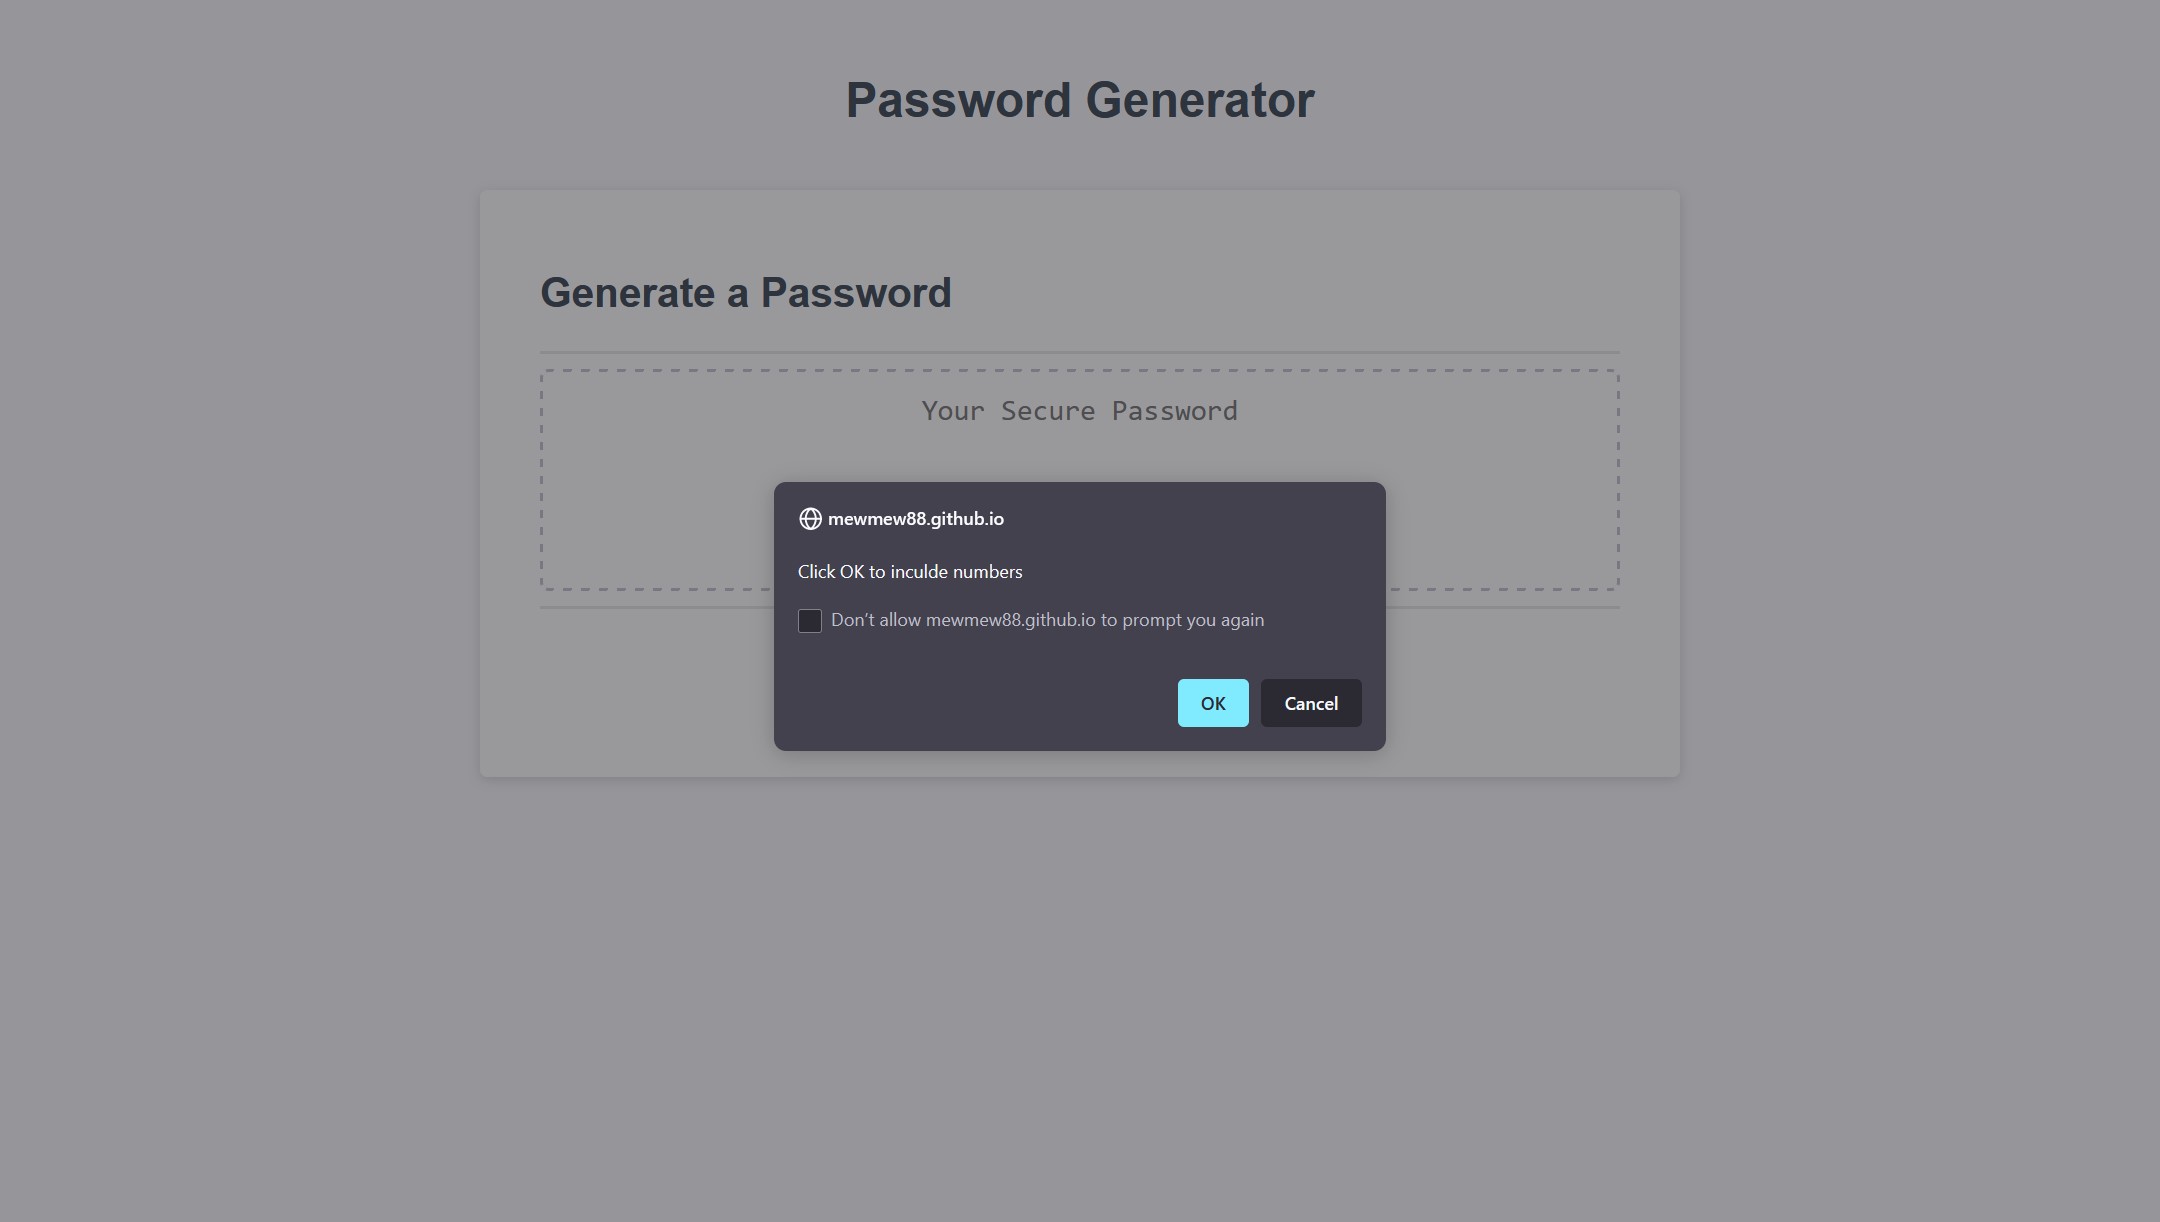 Password Generator
Generate a Password
Your Secure Password
mewmew88.github.io
Click OK to inculde numbers
Don’t allow mewmew88.github.io to prompt you again
OK
Cancel